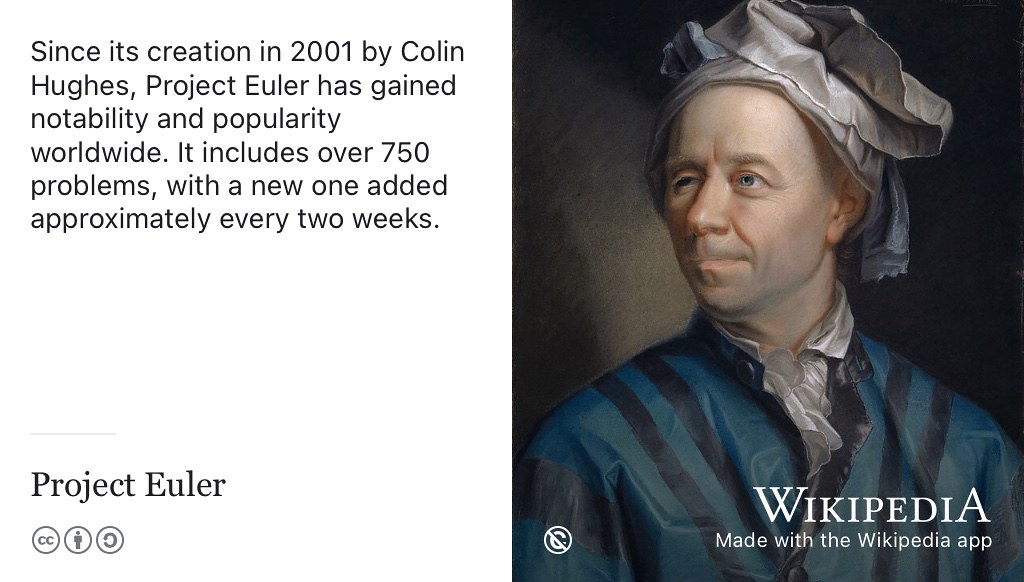 Since its creation in 2001 by Colin
Hughes, Project Euler has gained
notability and popularity
worldwide. It includes over 750
problems, with a new one added
approximately every two weeks.
Project Euler
cc
WIKIPEDIA
Made with the Wikipedia app